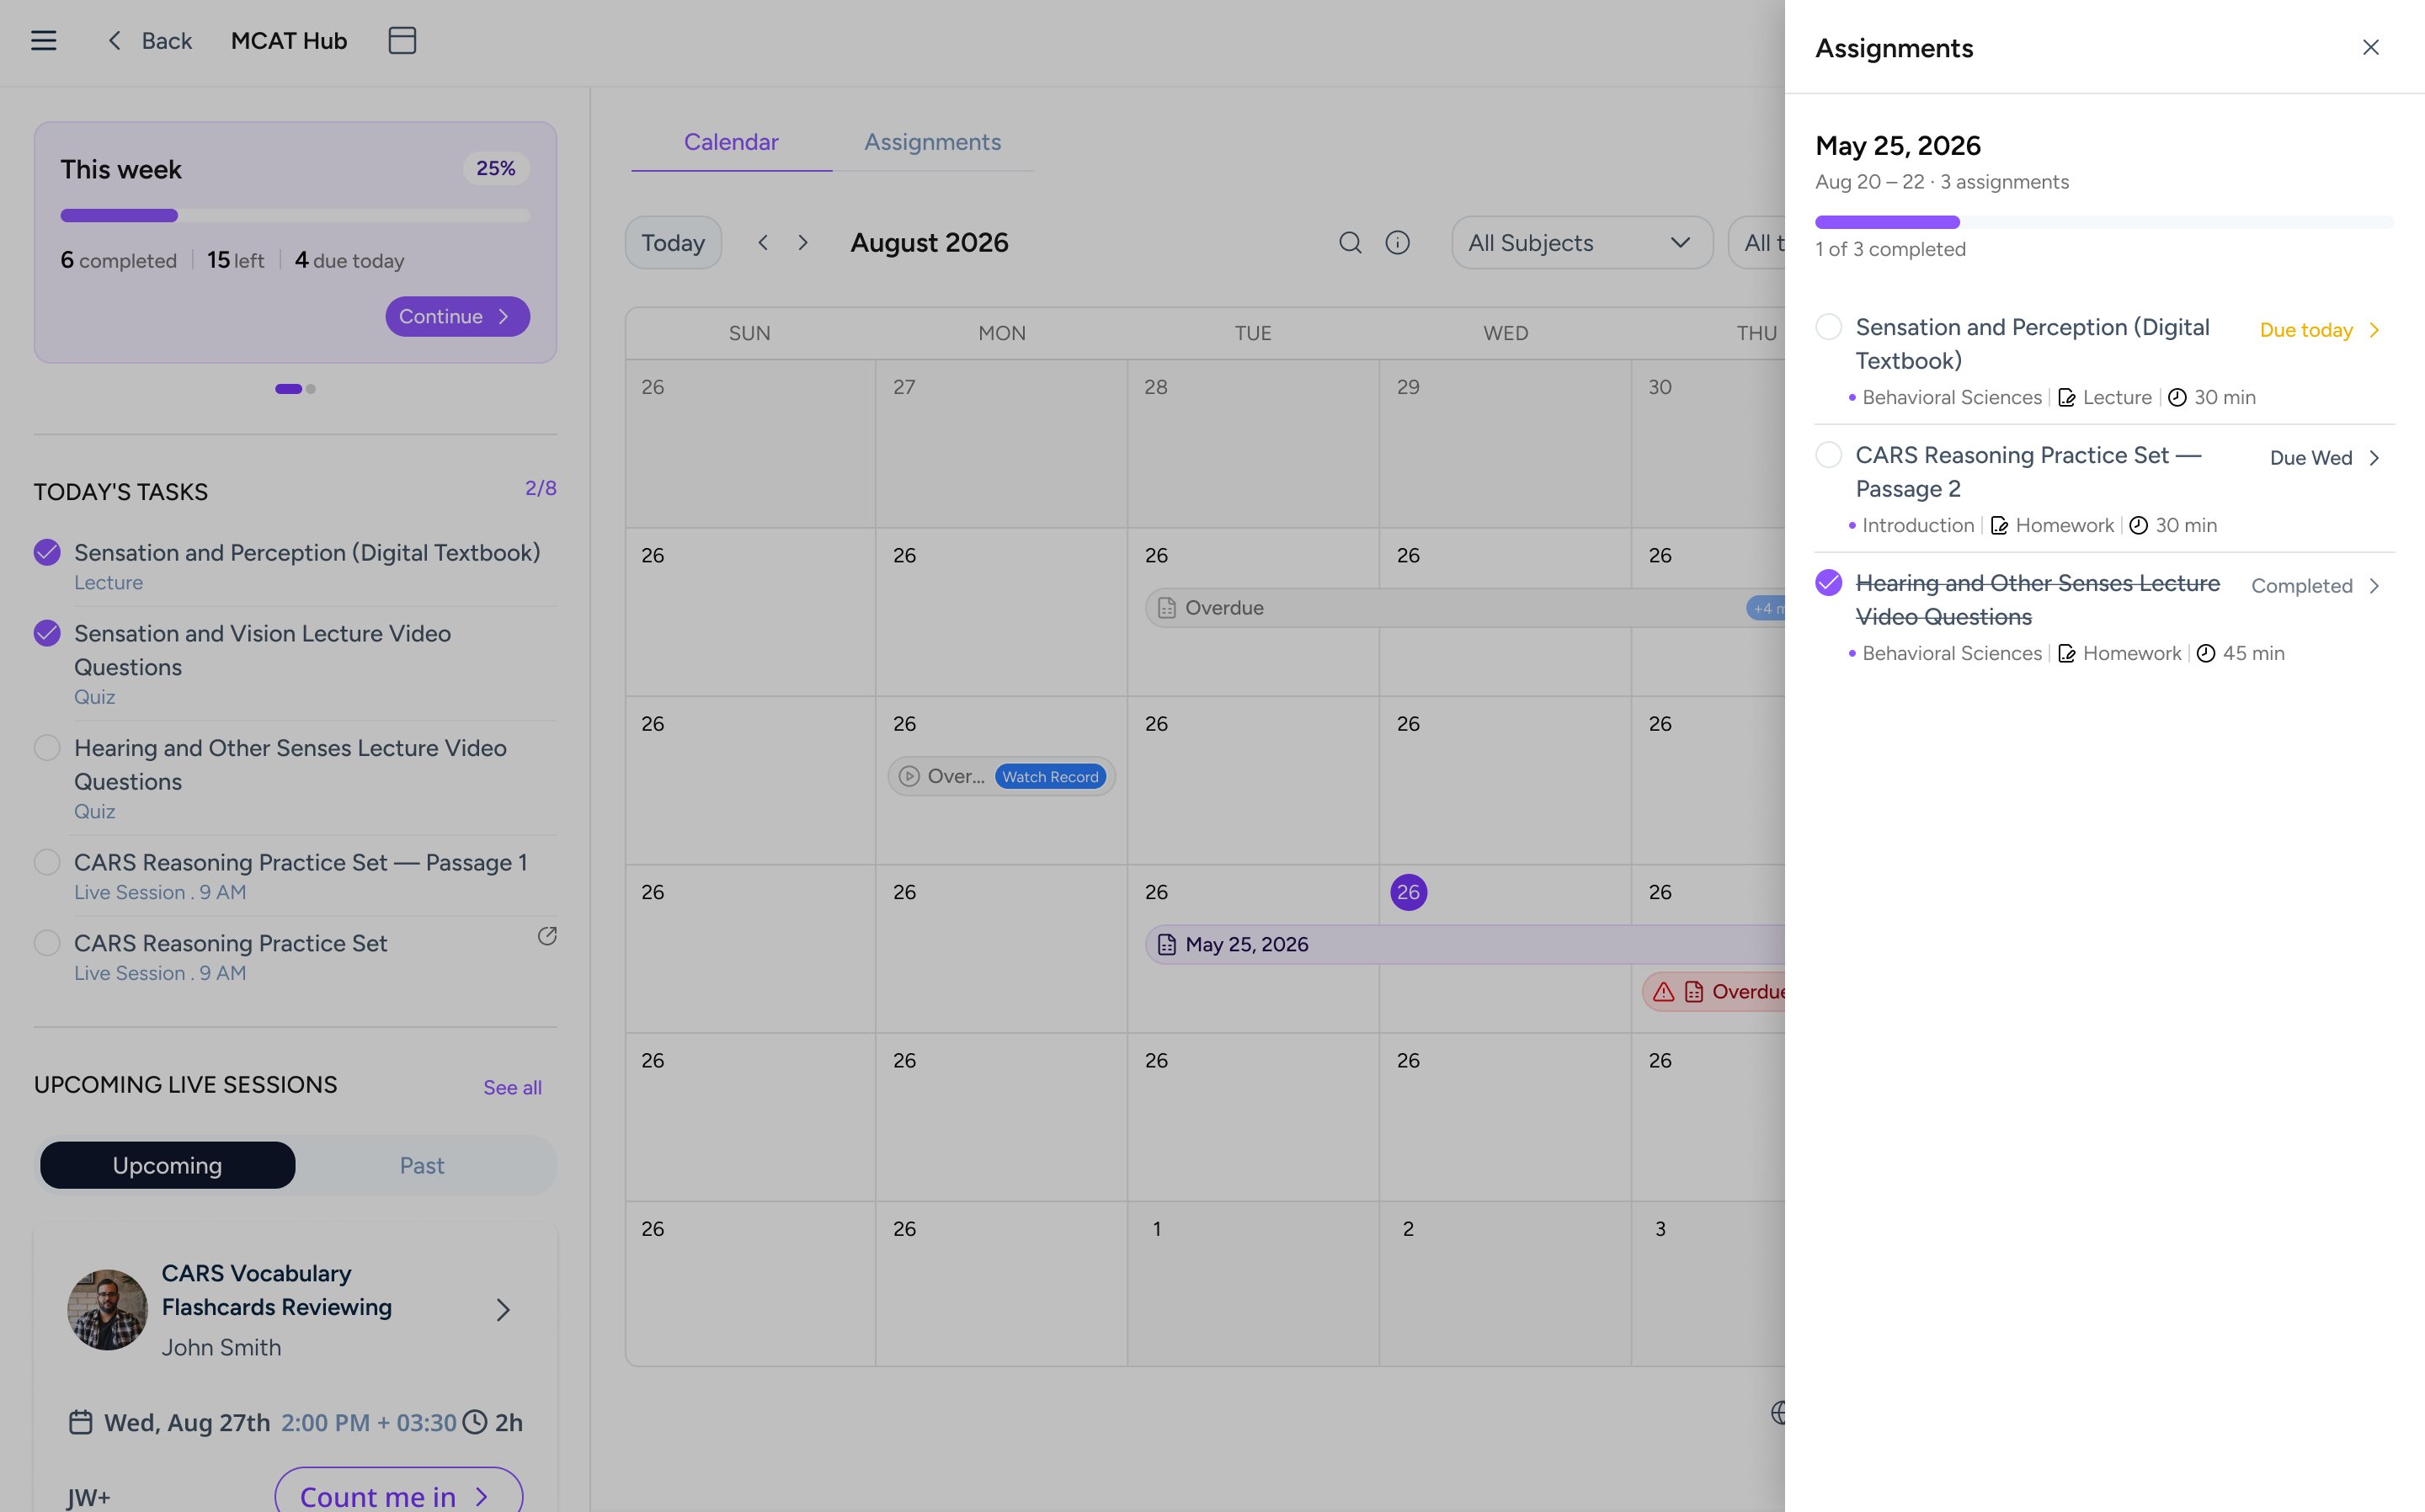 Back
MCAT Hub
This week
25%
6 completed
15 left
4 due today
Continue
TODAY'S TASKS
2/8
Sensation and Perception (Digital Textbook)
Lecture
Sensation and Vision Lecture Video
Questions
Quiz
Hearing and Other Senses Lecture Video
Questions
Quiz
CARS Reasoning Practice Set — Passage 1
Live Session . 9 AM
CARS Reasoning Practice Set
Live Session . 9 AM
UPCOMING LIVE SESSIONS
See all
Upcoming
Past
CARS Vocabulary
Flashcards Reviewing
John Smith
Wed, Aug 27th 2:00 PM + 03:30 2h
JW+
Count me in
Calendar
Assignments
Today
August 2026
All Subjects
All t
SUN MON TUE WED THU
26 27 28 29 30
26 26 26 26 26
Overdue
+4 m
26 26 26 26 26
Over... Watch Record
26 26 26 26 26
May 25, 2026
Overdue
26 26 26 26 26
26 26 1 2 3
Assignments
May 25, 2026
Aug 20 – 22 · 3 assignments
1 of 3 completed
Sensation and Perception (Digital
Textbook)
Due today
Behavioral Sciences | Lecture | 30 min
CARS Reasoning Practice Set —
Passage 2
Due Wed
Introduction | Homework | 30 min
Hearing and Other Senses Lecture
Video Questions
Completed
Behavioral Sciences | Homework | 45 min